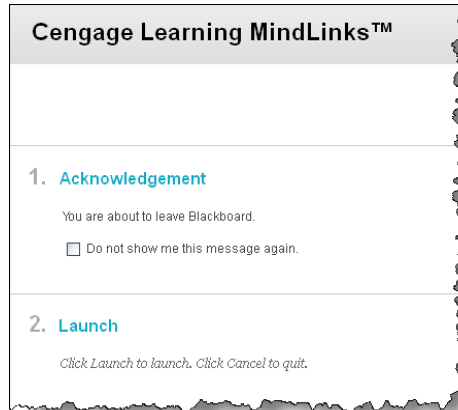 Cengage Learning MindLinks™
1. Acknowledgement
You are about to leave Blackboard.
Do not show me this message again.
2. Launch
Click Launch to launch. Click Cancel to quit.